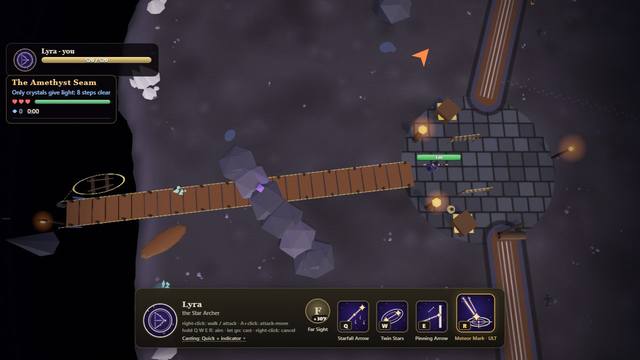 Lyra - you
The Amethyst Seam
Only crystals give light: 8 steps clear
0 0:00
Lyra
the Star Archer
right-click: walk / attack · A+click: attack-move
hold Q W E R: aim · let go: cast · right-click: cancel
Casting: Quick + indicator
F
+30%
Far Sight
Q
Starfall Arrow
W
Twin Stars
E
Pinning Arrow
R
Meteor Mark · ULT